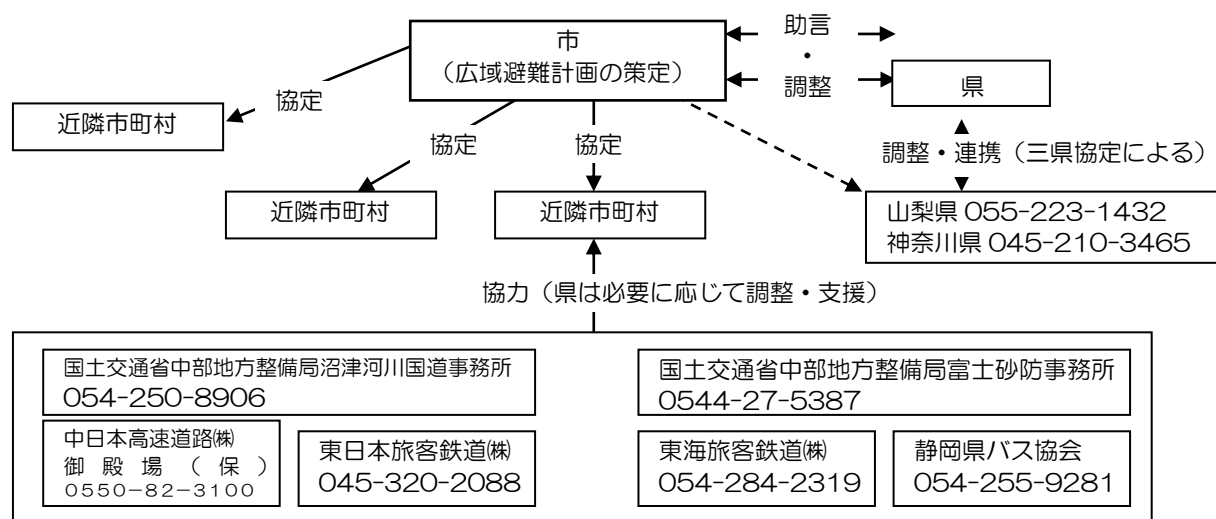 市
（広域避難計画の策定）
助言
・
調整
県
協定
近隣市町村
協定
協定
調整・連携（三県協定による）
近隣市町村
近隣市町村
山梨県 055-223-1432
神奈川県 045-210-3465
協力（県は必要に応じて調整・支援）
国土交通省中部地方整備局沼津河川国道事務所
054-250-8906
国土交通省中部地方整備局富士砂防事務所
0544-27-5387
中日本高速道路㈱
御殿場（保）
0550-82-3100
東日本旅客鉄道㈱
045-320-2088
東海旅客鉄道㈱
054-284-2319
静岡県バス協会
054-255-9281